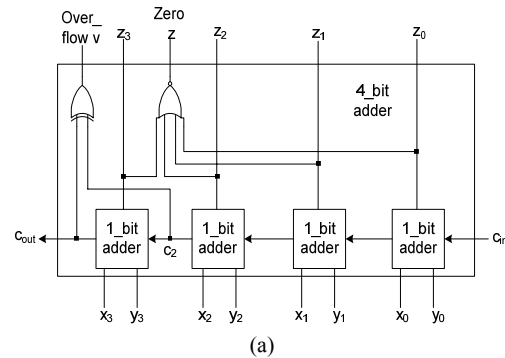 Over_
flow v
Zero
z
z3
z2
z1
z0
4_bit
adder
1_bit
adder
1_bit
adder
1_bit
adder
1_bit
adder
cout
c2
cin
x3
y3
x2
y2
x1
y1
x0
y0
(a)